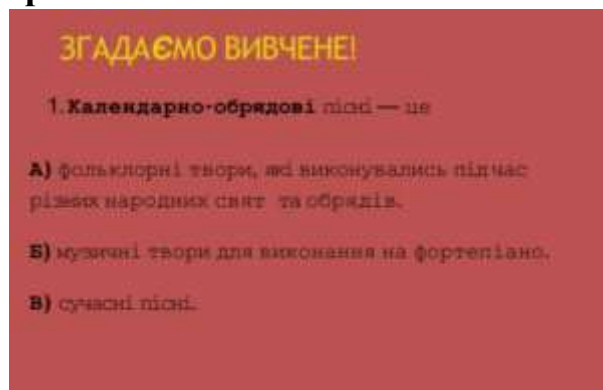 ЗГАДАЄМО ВИВЧЕНЕ!
1. Календарно-обрядові пісні — це
А) фольклорні твори, які виконувались під час
різних народних свят та обрядів.
Б) музичні твори для виконання на фортепіано.
В) сучасні пісні.